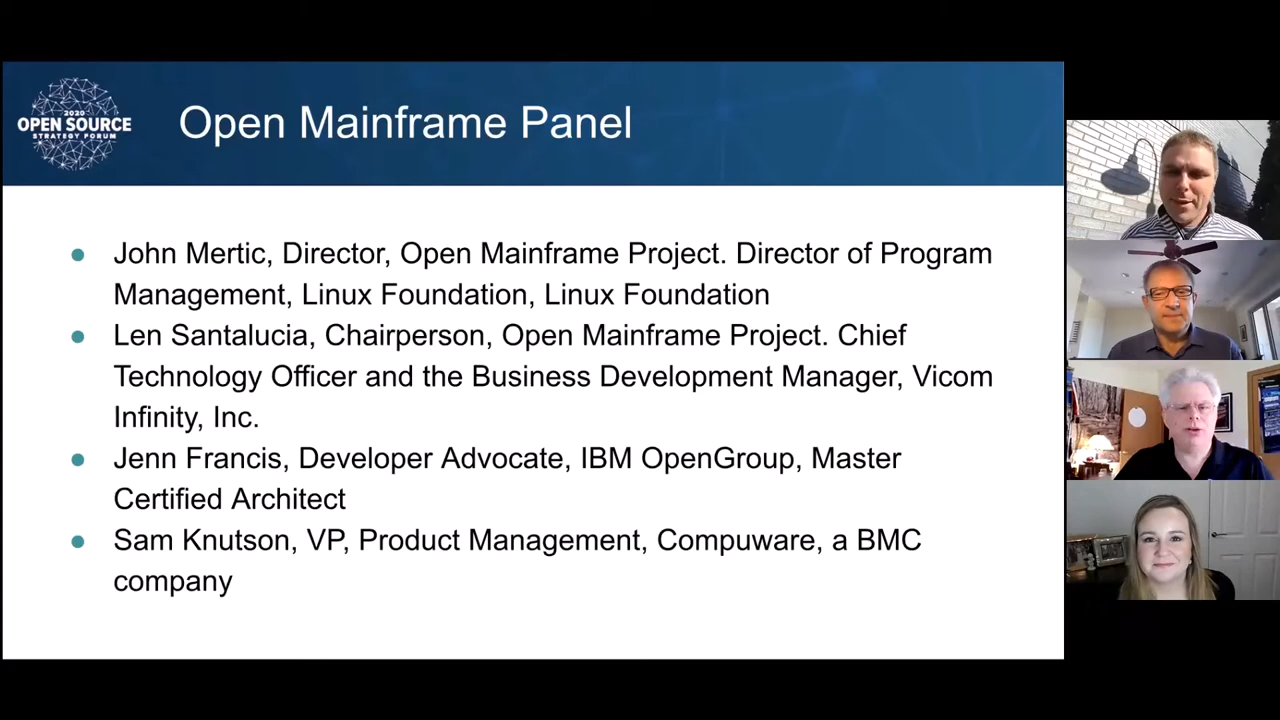 2020
OPEN SOURCE
STRATEGY FORUM
Open Mainframe Panel
● John Mertic, Director, Open Mainframe Project. Director of Program
Management, Linux Foundation, Linux Foundation
● Len Santalucia, Chairperson, Open Mainframe Project. Chief
Technology Officer and the Business Development Manager, Vicom
Infinity, Inc.
● Jenn Francis, Developer Advocate, IBM OpenGroup, Master
Certified Architect
● Sam Knutson, VP, Product Management, Compuware, a BMC
company